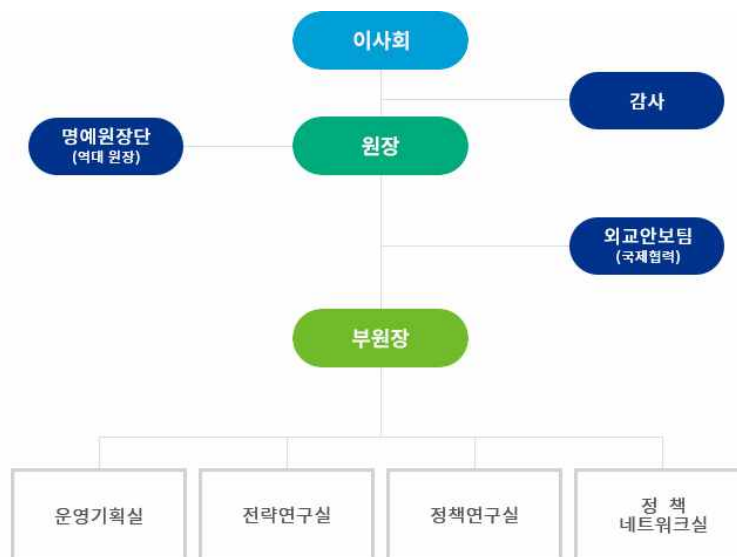 이사회
감사
명예원장단
(역대 원장)
원장
외교안보팀
(국제협력)
부원장
운영기획실
전략연구실
정책연구실
정 책
네트워크실